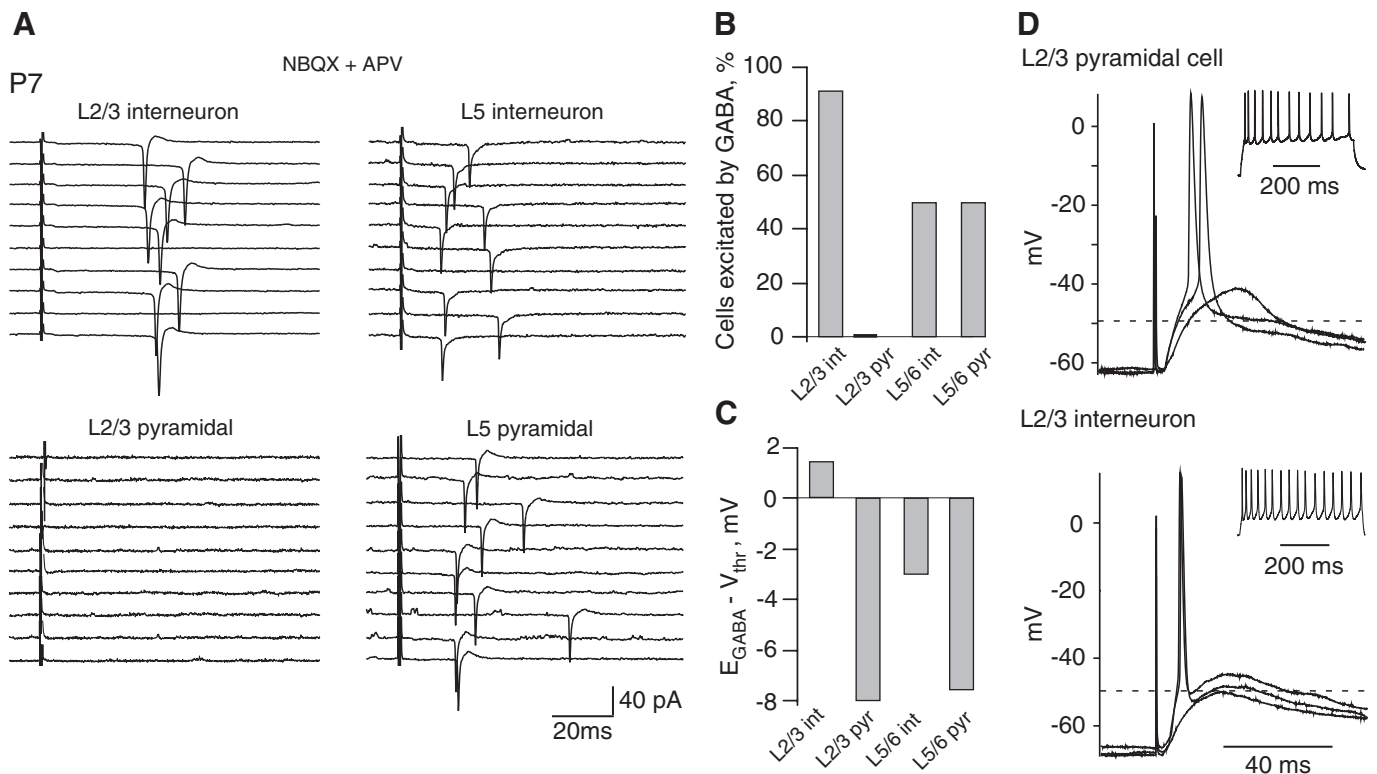 A
NBQX + APV
P7
L2/3 interneuron
L5 interneuron
L2/3 pyramidal
L5 pyramidal
40 pA
20ms
B
Cells excitated by GABA, %
100
80
60
40
20
0
L2/3 int
L2/3 pyr
L5/6 int
L5/6 pyr
C
E_GABA - V_thr, mV
2
0
-2
-4
-6
-8
L2/3 int
L2/3 pyr
L5/6 int
L5/6 pyr
D
L2/3 pyramidal cell
mV
0
-20
-40
-60
200 ms
L2/3 interneuron
mV
0
-20
-40
-60
200 ms
40 ms